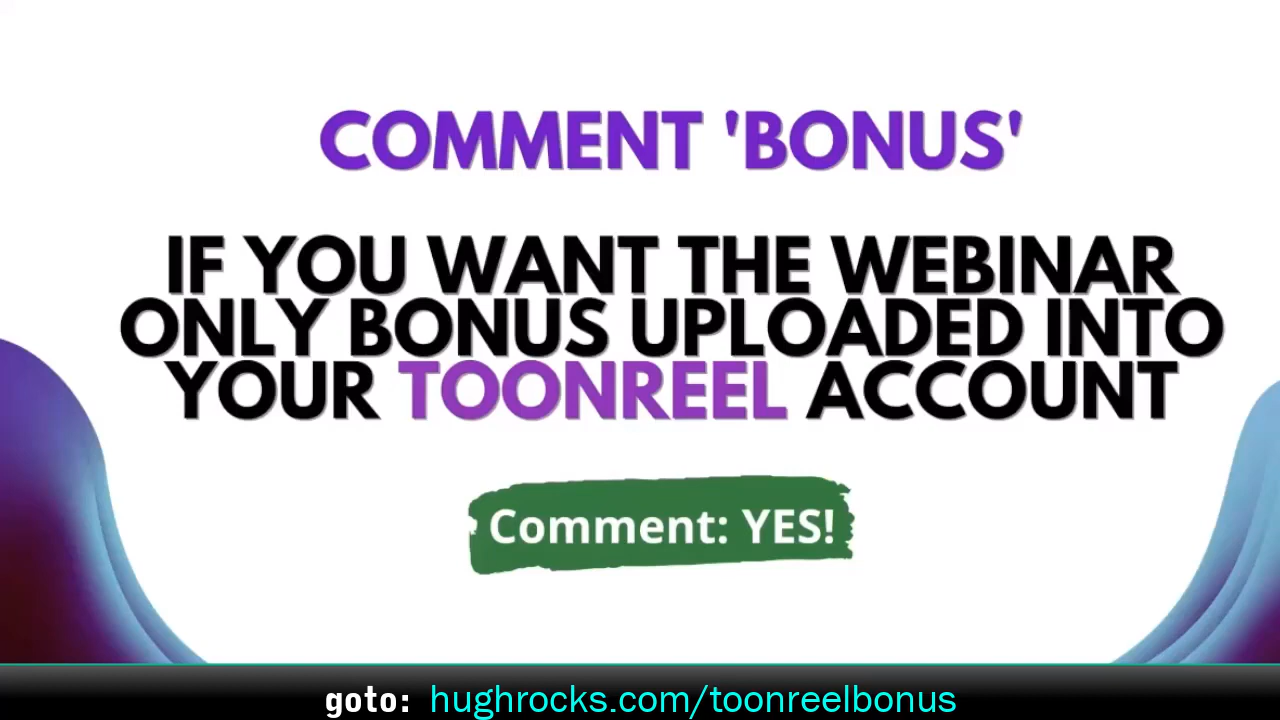 COMMENT 'BONUS'
IF YOU WANT THE WEBINAR
ONLY BONUS UPLOADED INTO
YOUR TOONREEL ACCOUNT
Comment: YES!
goto: hughrocks.com/toonreelbonus